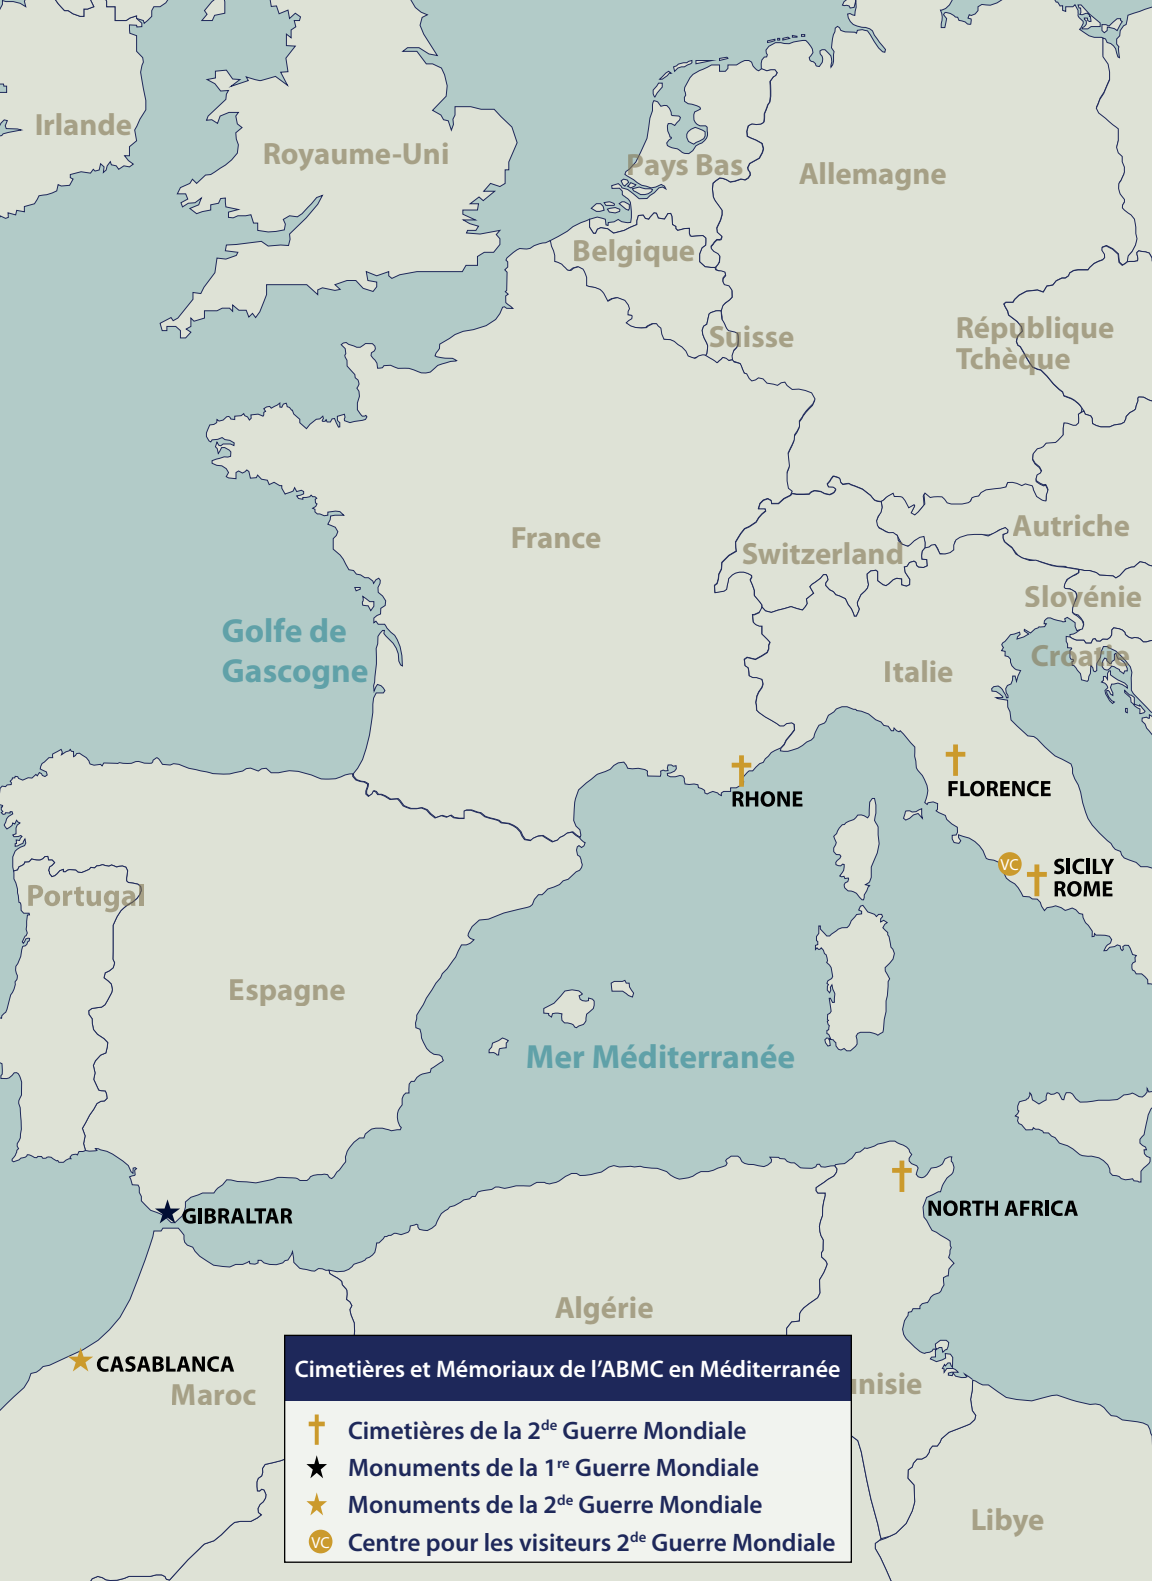 Irlande
Royaume-Uni
Pays Bas
Allemagne
Belgique
Suisse
République
Tchèque
France
Switzerland
Autriche
Slovénie
Golfe de
Gascogne
Italie
Croatie
RHONE
FLORENCE
VC
SICILY
ROME
Portugal
Espagne
Mer Méditerranée
NORTH AFRICA
GIBRALTAR
Algérie
CASABLANCA
Maroc
unisie
Libye
Cimetières et Mémoriaux de l’ABMC en Méditerranée
Cimetières de la 2de Guerre Mondiale
Monuments de la 1re Guerre Mondiale
Monuments de la 2de Guerre Mondiale
VC Centre pour les visiteurs 2de Guerre Mondiale